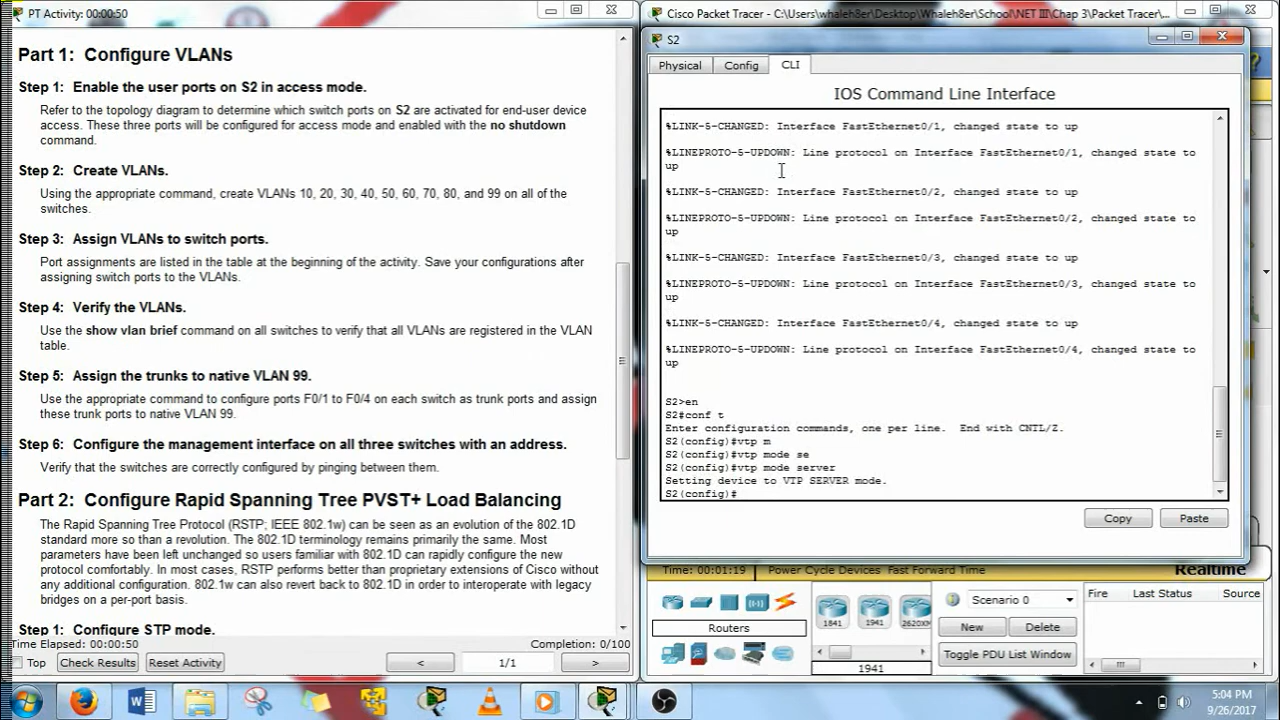 PT Activity: 00:00:50
Part 1: Configure VLANs
Step 1: Enable the user ports on S2 in access mode.
Refer to the topology diagram to determine which switch ports on S2 are activated for end-user device
access. These three ports will be configured for access mode and enabled with the no shutdown
command.
Step 2: Create VLANs.
Using the appropriate command, create VLANs 10, 20, 30, 40, 50, 60, 70, 80, and 99 on all of the
switches.
Step 3: Assign VLANs to switch ports.
Port assignments are listed in the table at the beginning of the activity. Save your configurations after
assigning switch ports to the VLANs.
Step 4: Verify the VLANs.
Use the show vlan brief command on all switches to verify that all VLANs are registered in the VLAN
table.
Step 5: Assign the trunks to native VLAN 99.
Use the appropriate command to configure ports F0/1 to F0/4 on each switch as trunk ports and assign
these trunk ports to native VLAN 99.
Step 6: Configure the management interface on all three switches with an address.
Verify that the switches are correctly configured by pinging between them.
Part 2: Configure Rapid Spanning Tree PVST+ Load Balancing
The Rapid Spanning Tree Protocol (RSTP; IEEE 802.1w) can be seen as an evolution of the 802.1D
standard more so than a revolution. The 802.1D terminology remains primarily the same. Most
parameters have been left unchanged so users familiar with 802.1D can rapidly configure the new
protocol comfortably. In most cases, RSTP performs better than proprietary extensions of Cisco without
any additional configuration. 802.1w can also revert back to 802.1D in order to interoperate with legacy
bridges on a per-port basis.
Step 1: Configure STP mode.
Time Elapsed: 00:00:50
Completion: 0/100
Top
Check Results
Reset Activity
<
1/1
>
Cisco Packet Tracer - C:\Users\whaleh8er\Desktop\Whaleh8er\School\NET III\Chap 3\Packet Tracer\...
S2
Physical
Config
CLI
IOS Command Line Interface
%LINK-5-CHANGED: Interface FastEthernet0/1, changed state to up
%LINEPROTO-5-UPDOWN: Line protocol on Interface FastEthernet0/1, changed state to
up
%LINK-5-CHANGED: Interface FastEthernet0/2, changed state to up
%LINEPROTO-5-UPDOWN: Line protocol on Interface FastEthernet0/2, changed state to
up
%LINK-5-CHANGED: Interface FastEthernet0/3, changed state to up
%LINEPROTO-5-UPDOWN: Line protocol on Interface FastEthernet0/3, changed state to
up
%LINK-5-CHANGED: Interface FastEthernet0/4, changed state to up
%LINEPROTO-5-UPDOWN: Line protocol on Interface FastEthernet0/4, changed state to
up
S2>en
S2#conf t
Enter configuration commands, one per line. End with CNTL/Z.
S2(config)#vtp m
S2(config)#vtp mode se
S2(config)#vtp mode server
Setting device to VTP SERVER mode.
S2(config)#
Copy
Paste
Time: 00:01:19
Power Cycle Devices Fast Forward Time
Realtime
Routers
1841
1941
2620XM
1941
Scenario 0
New
Delete
Toggle PDU List Window
Fire
Last Status
Source
5:04 PM
9/26/2017